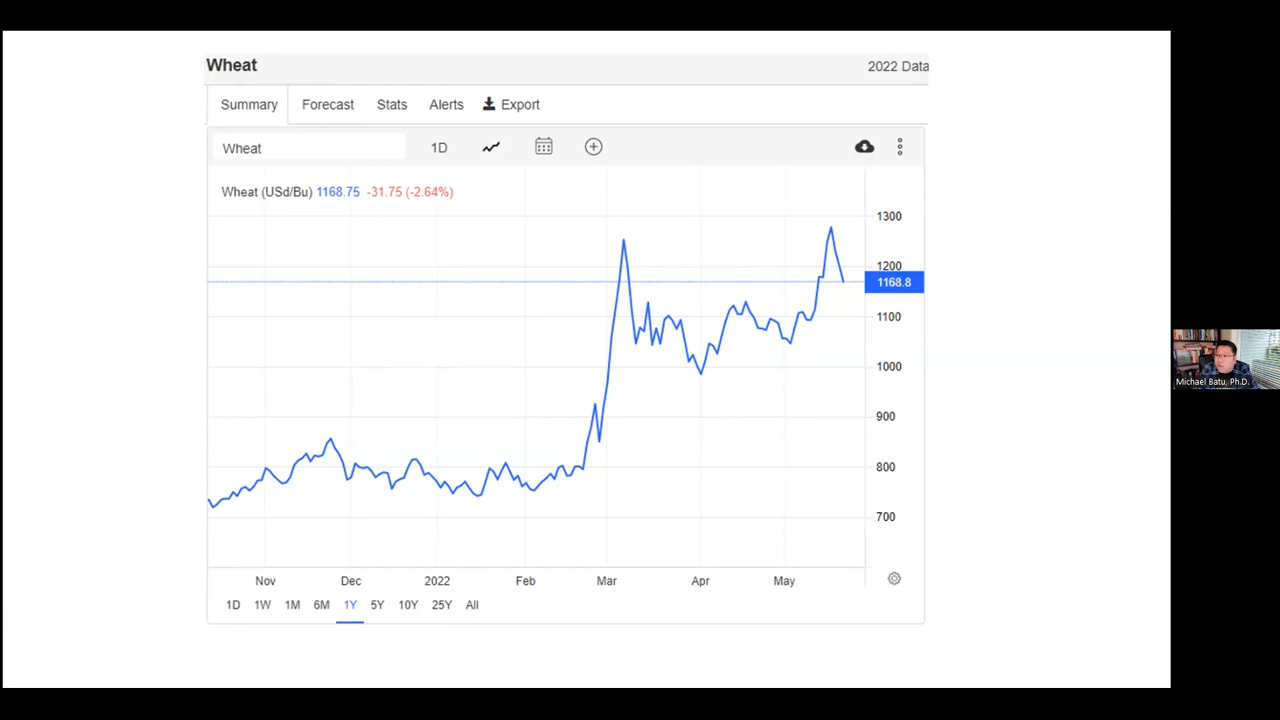 Wheat
2022 Data
Summary Forecast Stats Alerts Export
Wheat 1D
Wheat (USd/Bu) 1168.75 -31.75 (-2.64%)
1300
1200
1168.8
1100
1000
900
800
700
Nov Dec 2022 Feb Mar Apr May
1D 1W 1M 6M 1Y 5Y 10Y 25Y All
Michael Batu, Ph.D.